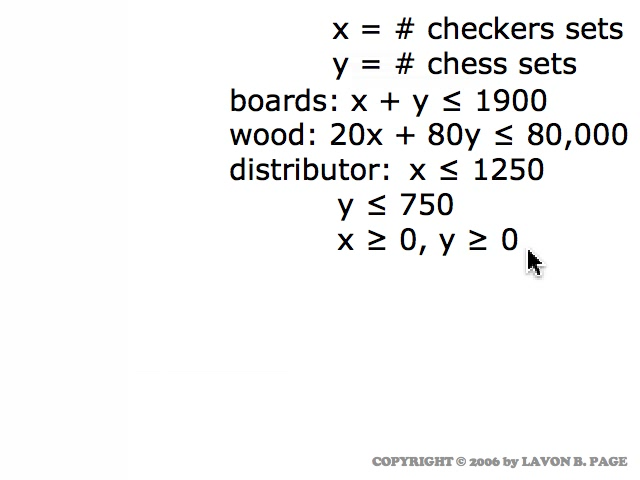 x = # checkers sets
y = # chess sets
boards: x + y ≤ 1900
wood: 20x + 80y ≤ 80,000
distributor: x ≤ 1250
y ≤ 750
x ≥ 0, y ≥ 0
COPYRIGHT © 2006 by LAVON B. PAGE